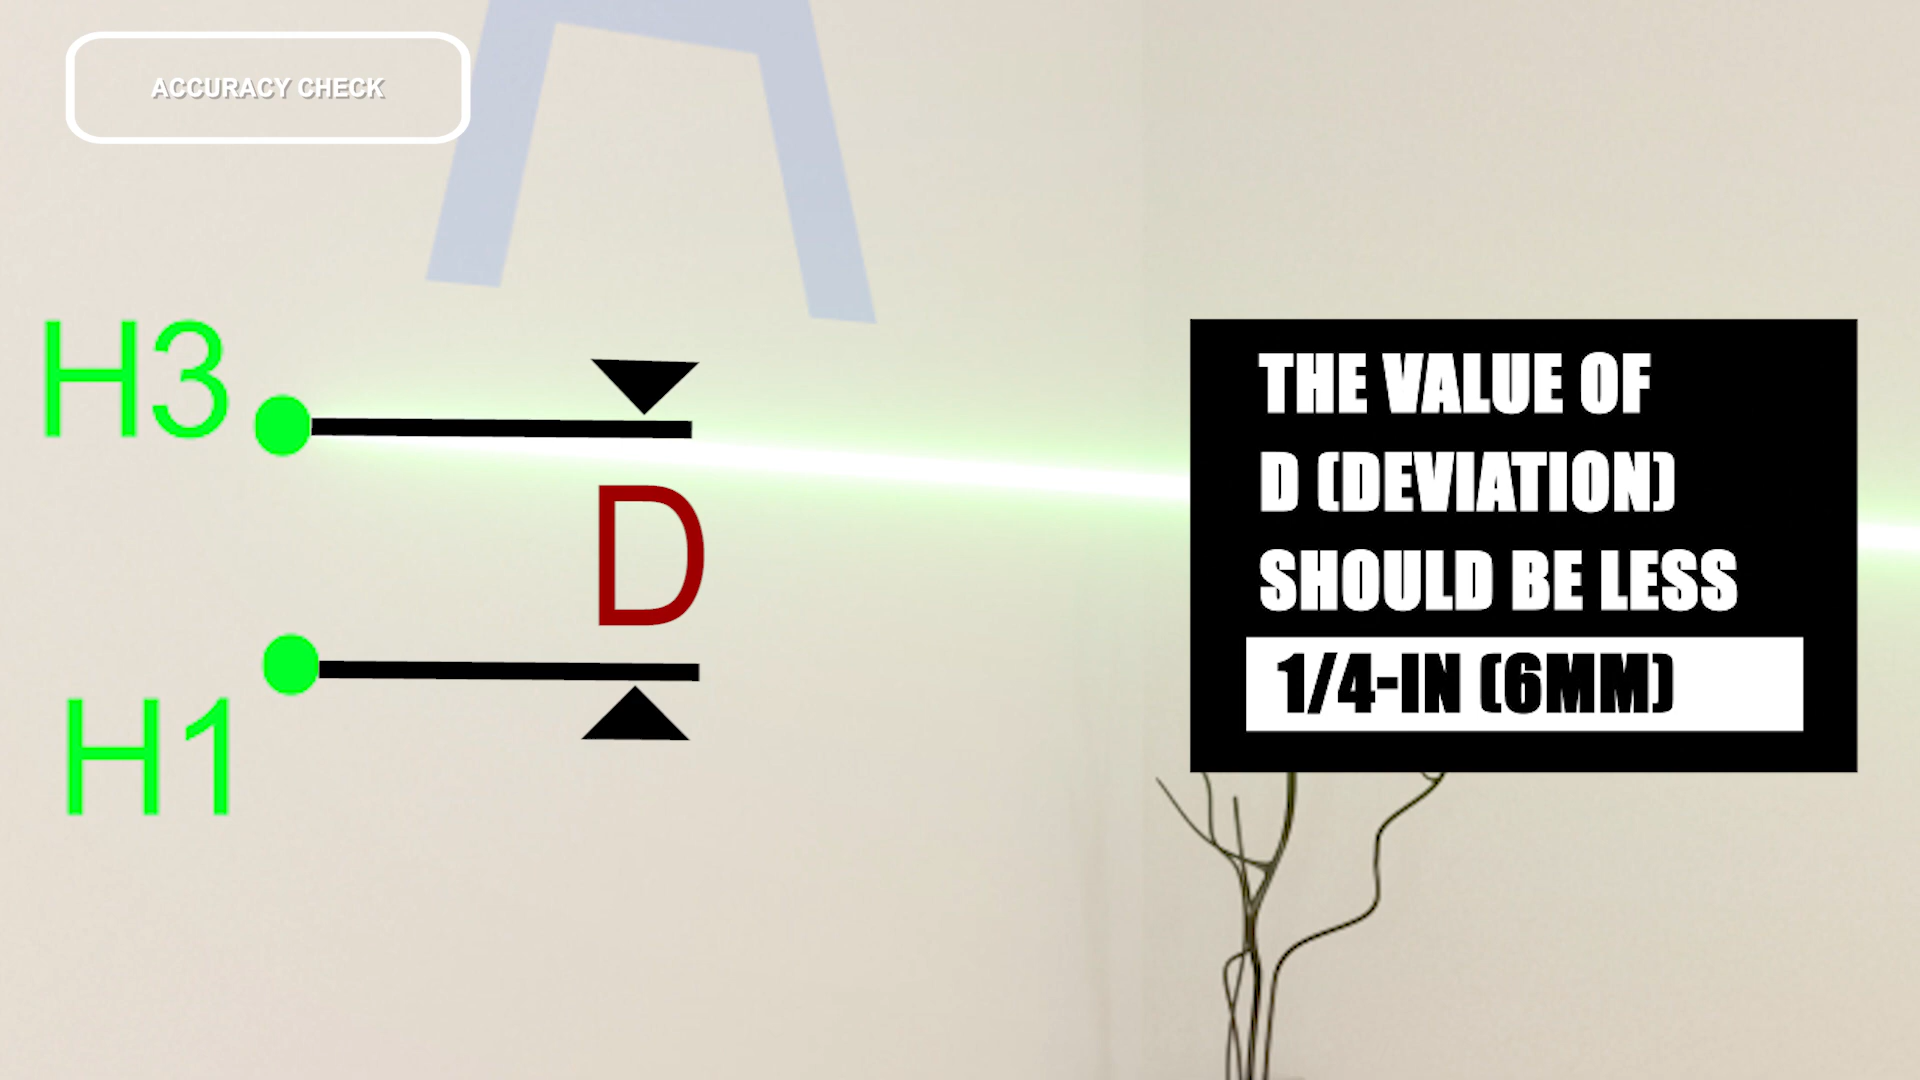 ACCURACY CHECK
H3
D
H1
THE VALUE OF
D (DEVIATION)
SHOULD BE LESS
1/4-IN (6MM)